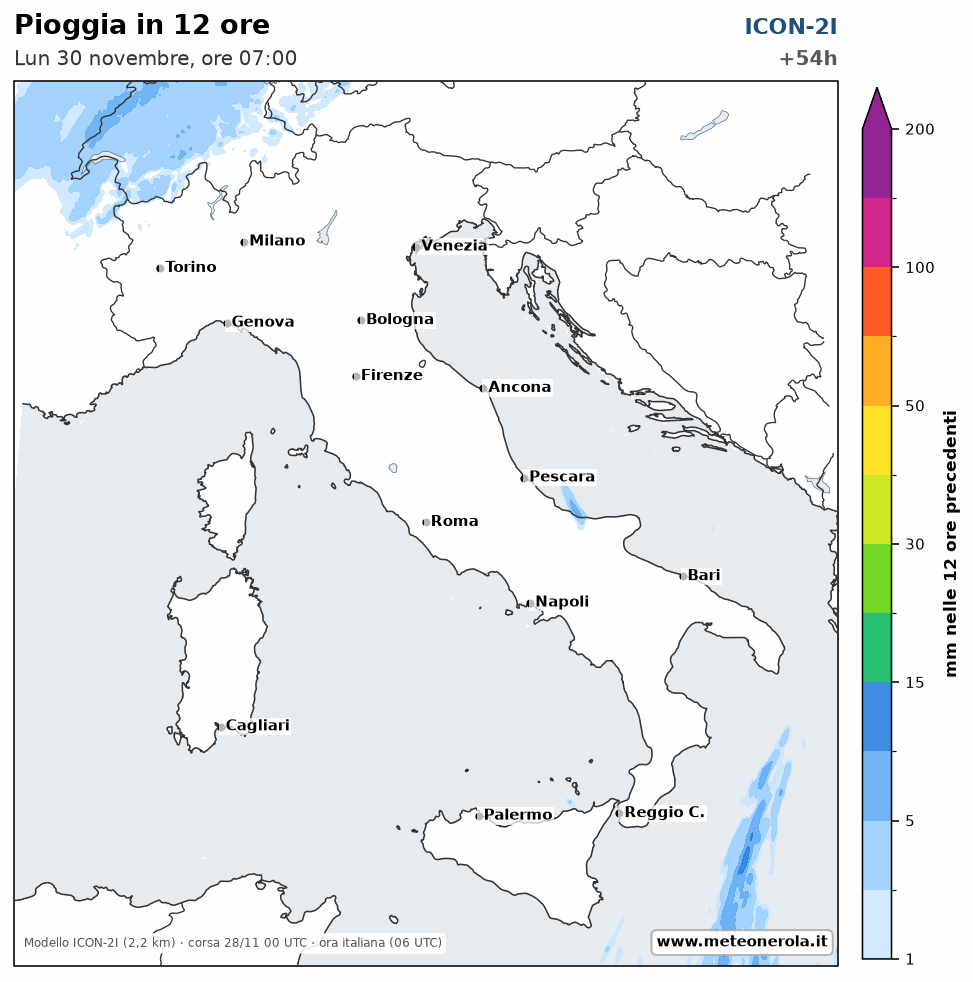 Pioggia in 12 ore
ICON-2I
Lun 30 novembre, ore 07:00
+54h
200
100
50
30
15
5
1
mm nelle 12 ore precedenti
Milano
Venezia
Torino
Genova
Bologna
Firenze
Ancona
Pescara
Roma
Bari
Napoli
Cagliari
Palermo
Reggio C.
Modello ICON-2I (2,2 km) · corsa 28/11 00 UTC · ora italiana (06 UTC)
www.meteonerola.it